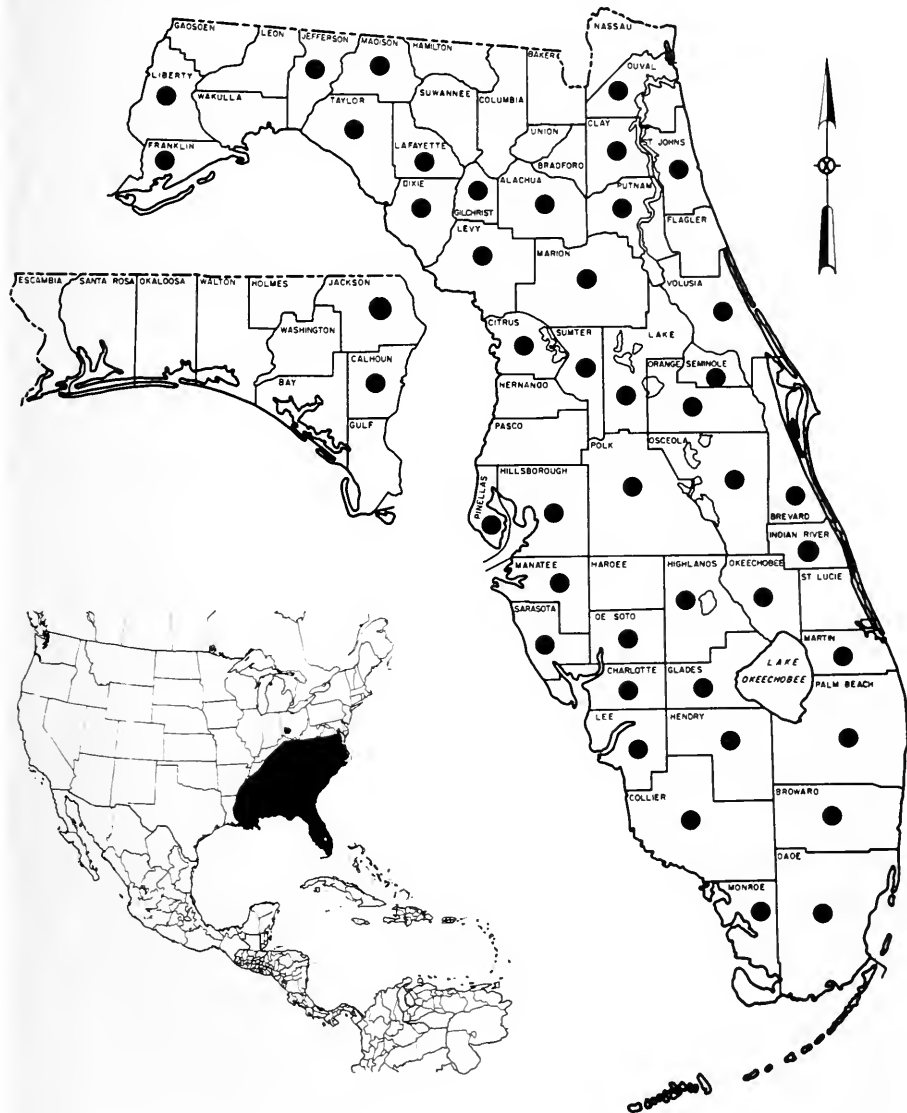 NASSAU
GAOSDEN
LEON
JEFFERSON
MADISON
HAMILTON
BAKER
DUVAL
LIBERTY
WAKULLA
TAYLOR
SUWANNEE
COLUMBIA
UNION
CLAY
ST JOHNS
FRANKLIN
LAFAYETTE
BRADFORD
DIXIE
GILCHRIST
ALACHUA
PUTNAM
FLAGLER
LEVY
MARION
ESCAMBIA
SANTA ROSA
OKALOOSA
WALTON
HOLMES
JACKSON
VOLUSIA
WASHINGTON
CITRUS
SUMTER
LAKE
CALHOUN
ORANGE
SEMINOLE
BAY
HERNANDO
GULF
PASCO
POLK
OSCEOLA
PINELLAS
HILLSBOROUGH
BREVARD
INDIAN RIVER
MANATEE
HARDEE
HIGHLANDS
OKEECHOBEE
ST LUCIE
SARASOTA
DE SOTO
MARTIN
CHARLOTTE
GLADES
LAKE
OKEECHOBEE
PALM BEACH
LEE
HENDRY
COLLIER
BROWARD
DADE
MONROE